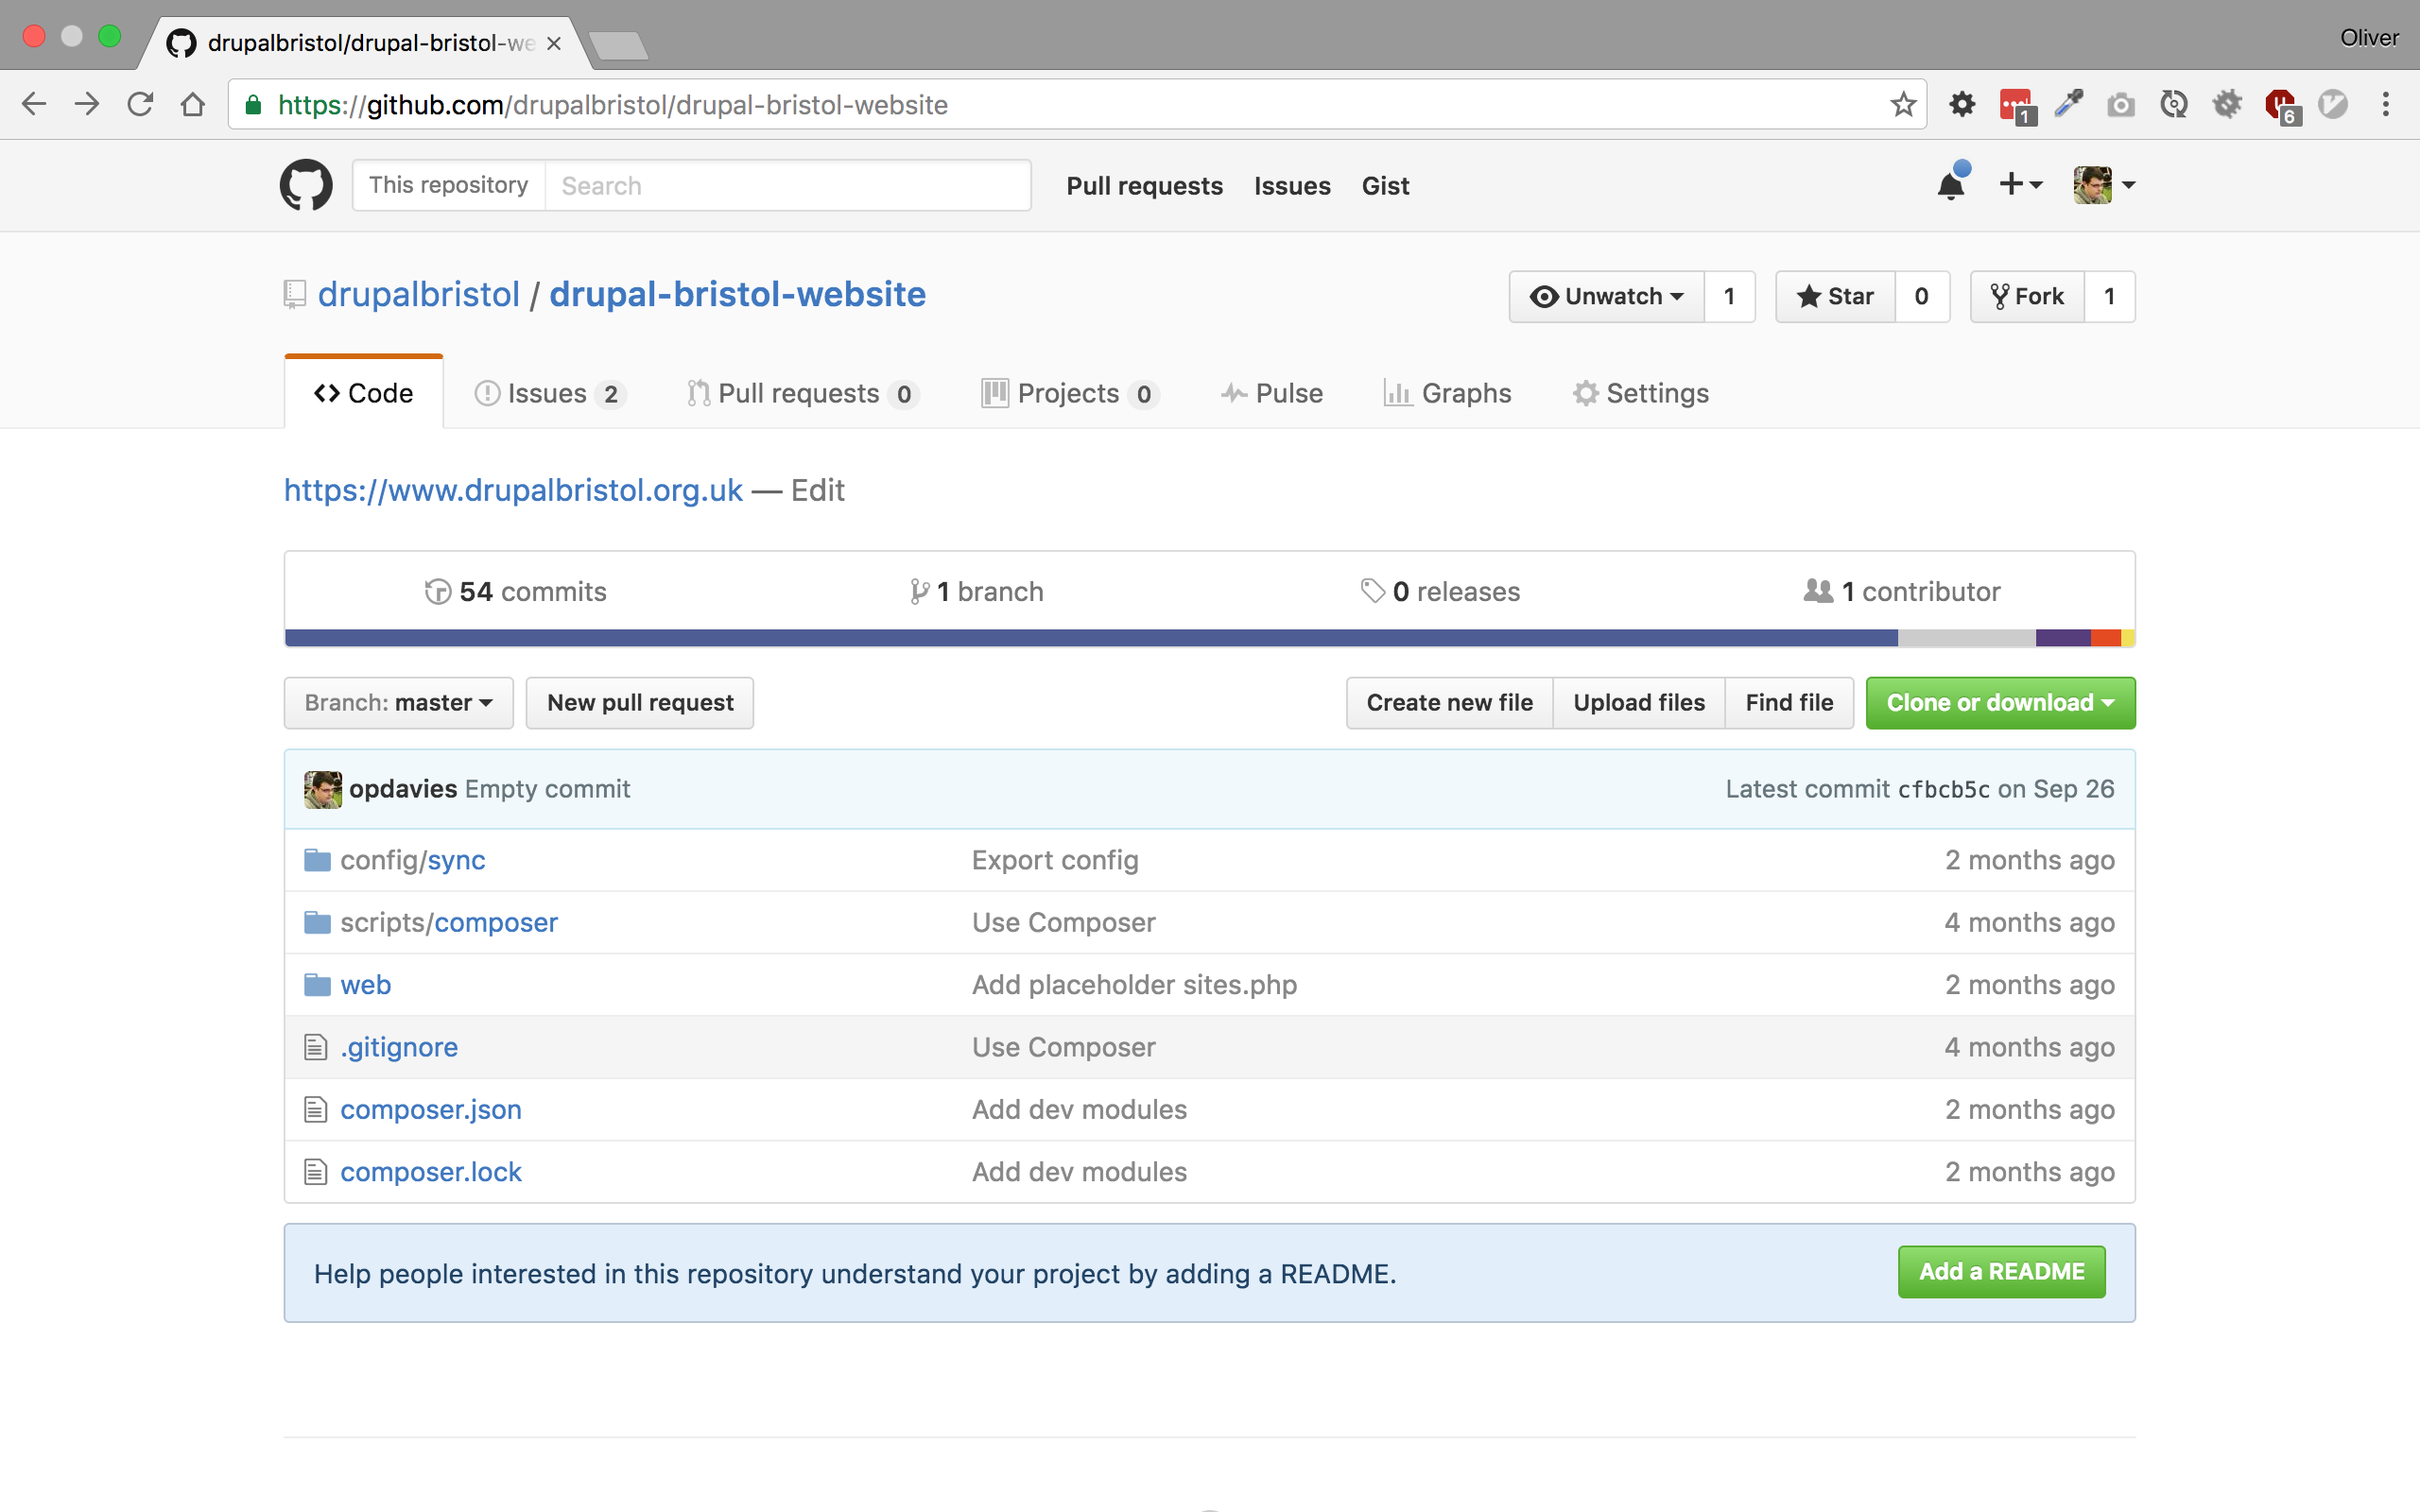 drupalbristol/drupal-bristol-we
Oliver
https://github.com/drupalbristol/drupal-bristol-website
1
6
This repository Search Pull requests Issues Gist
drupalbristol / drupal-bristol-website
Unwatch 1 Star 0 Fork 1
Code Issues 2 Pull requests 0 Projects 0 Pulse Graphs Settings
https://www.drupalbristol.org.uk — Edit
54 commits 1 branch 0 releases 1 contributor
Branch: master New pull request Create new file Upload files Find file Clone or download
opdavies Empty commit Latest commit cfbcb5c on Sep 26
config/sync Export config 2 months ago
scripts/composer Use Composer 4 months ago
web Add placeholder sites.php 2 months ago
.gitignore Use Composer 4 months ago
composer.json Add dev modules 2 months ago
composer.lock Add dev modules 2 months ago
Help people interested in this repository understand your project by adding a README. Add a README